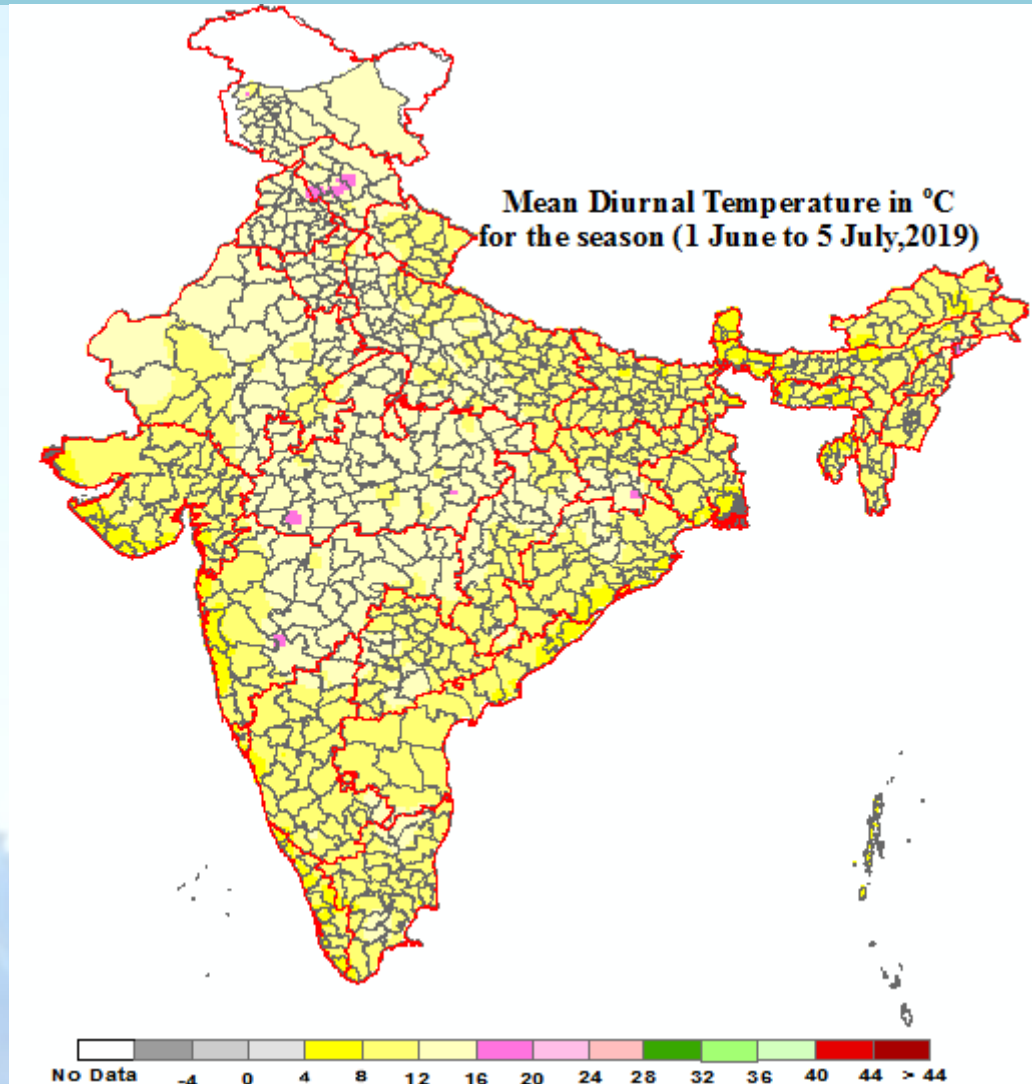 Mean Diurnal Temperature in °C
for the season (1 June to 5 July,2019)
No Data -4 0 4 8 12 16 20 24 28 32 36 40 44 > 44